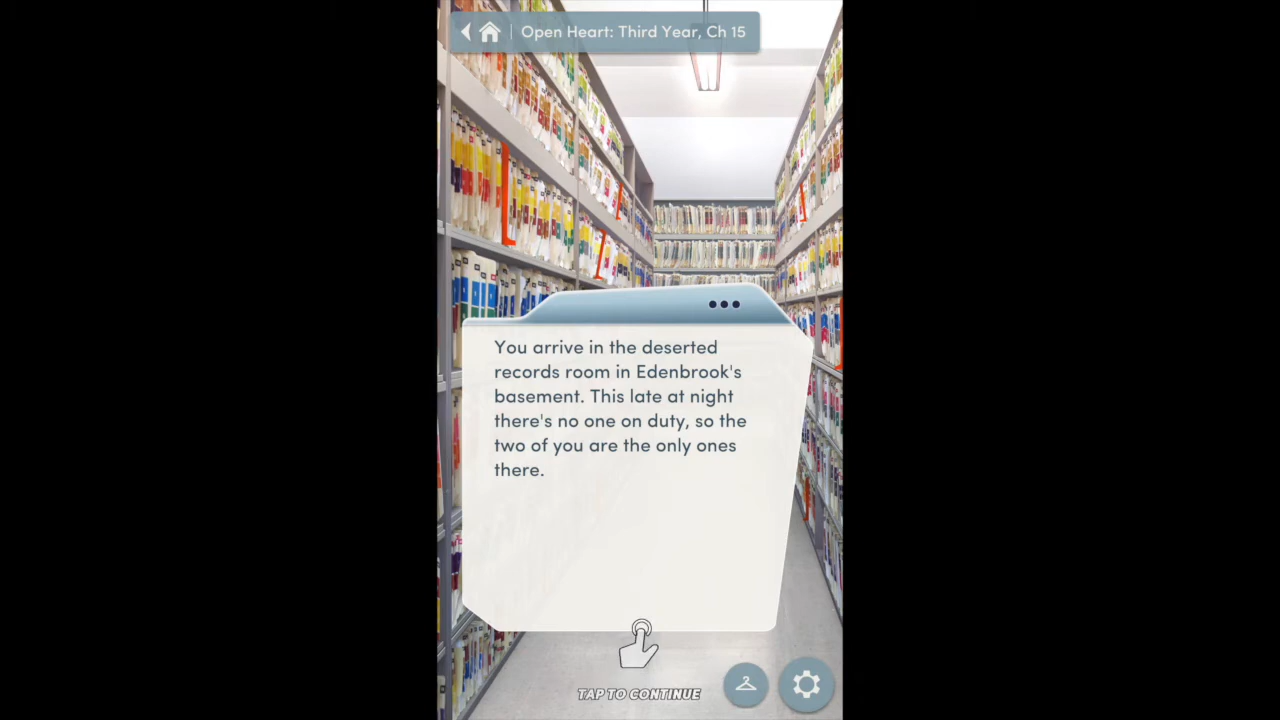 Open Heart: Third Year, Ch 15
You arrive in the deserted
records room in Edenbrook's
basement. This late at night
there's no one on duty, so the
two of you are the only ones
there.
TAP TO CONTINUE